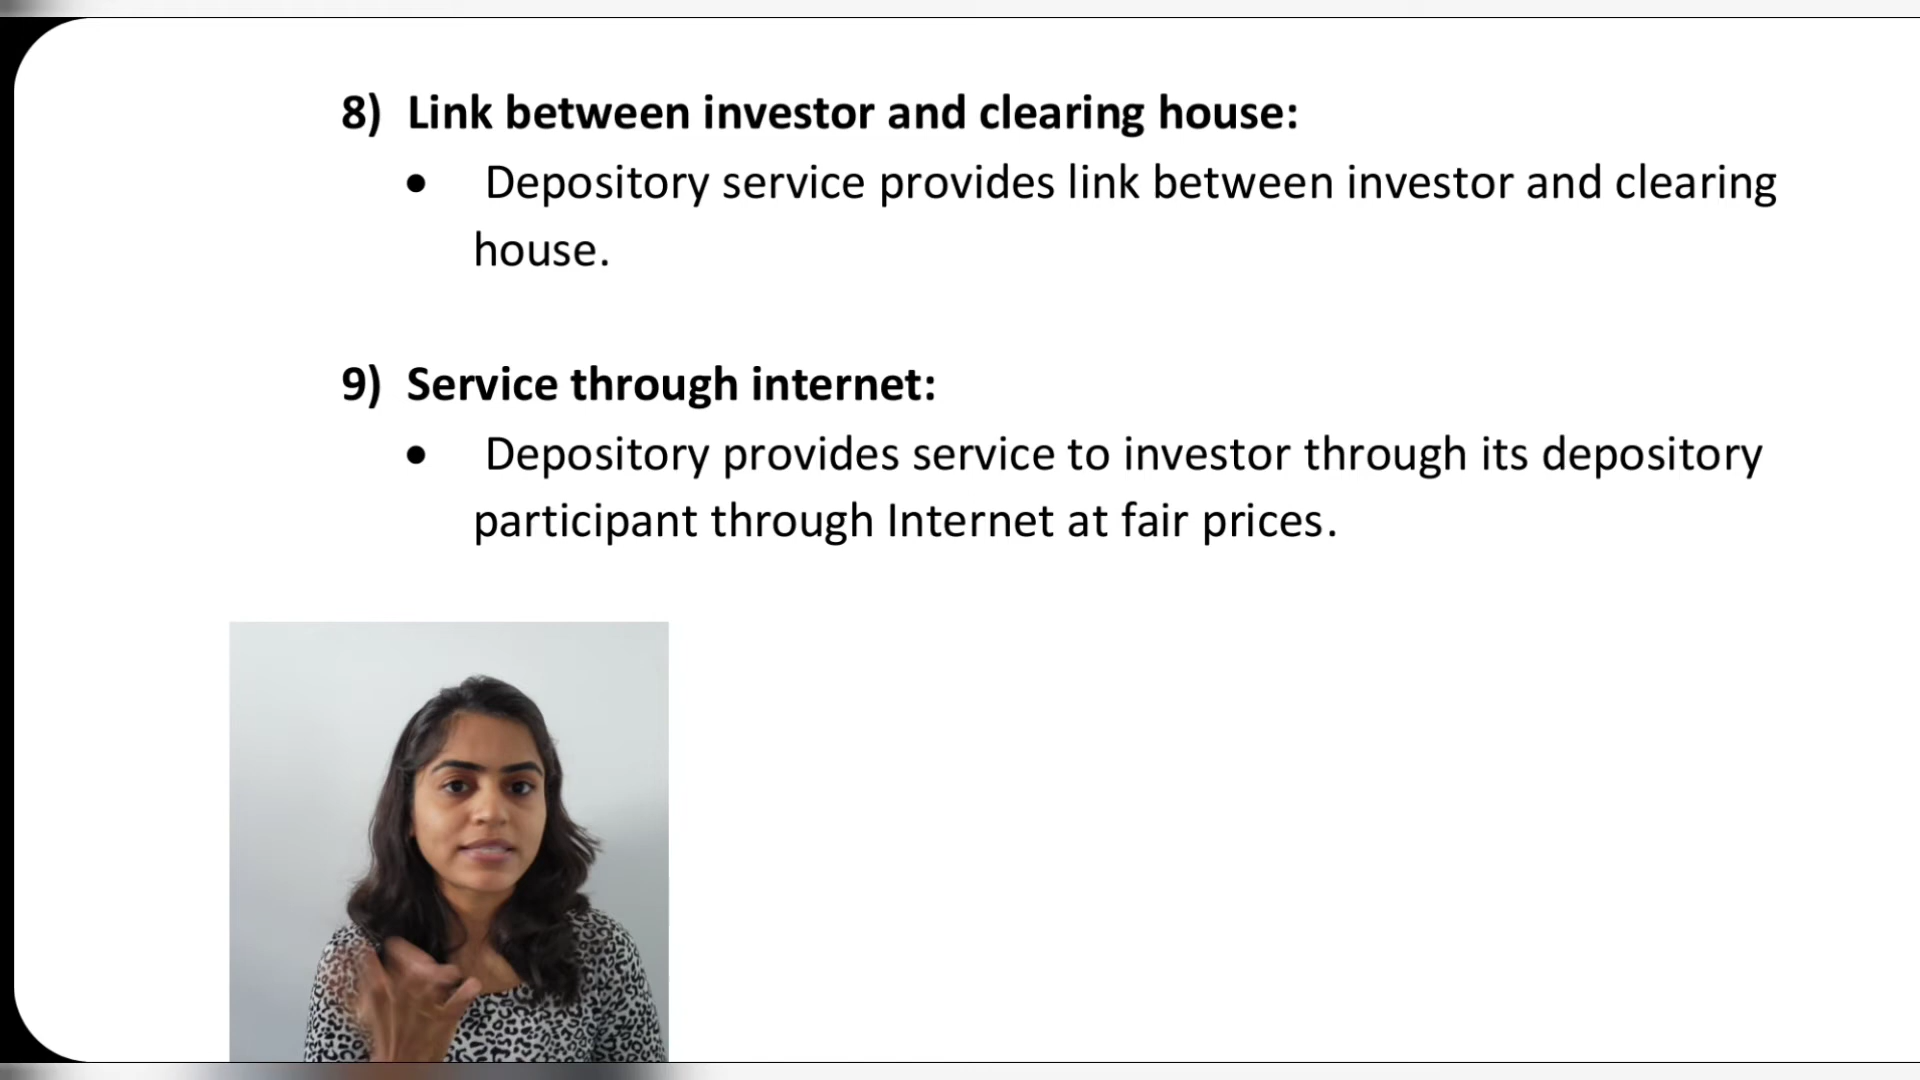 8) Link between investor and clearing house:
• Depository service provides link between investor and clearing
house.
9) Service through internet:
• Depository provides service to investor through its depository
participant through Internet at fair prices.